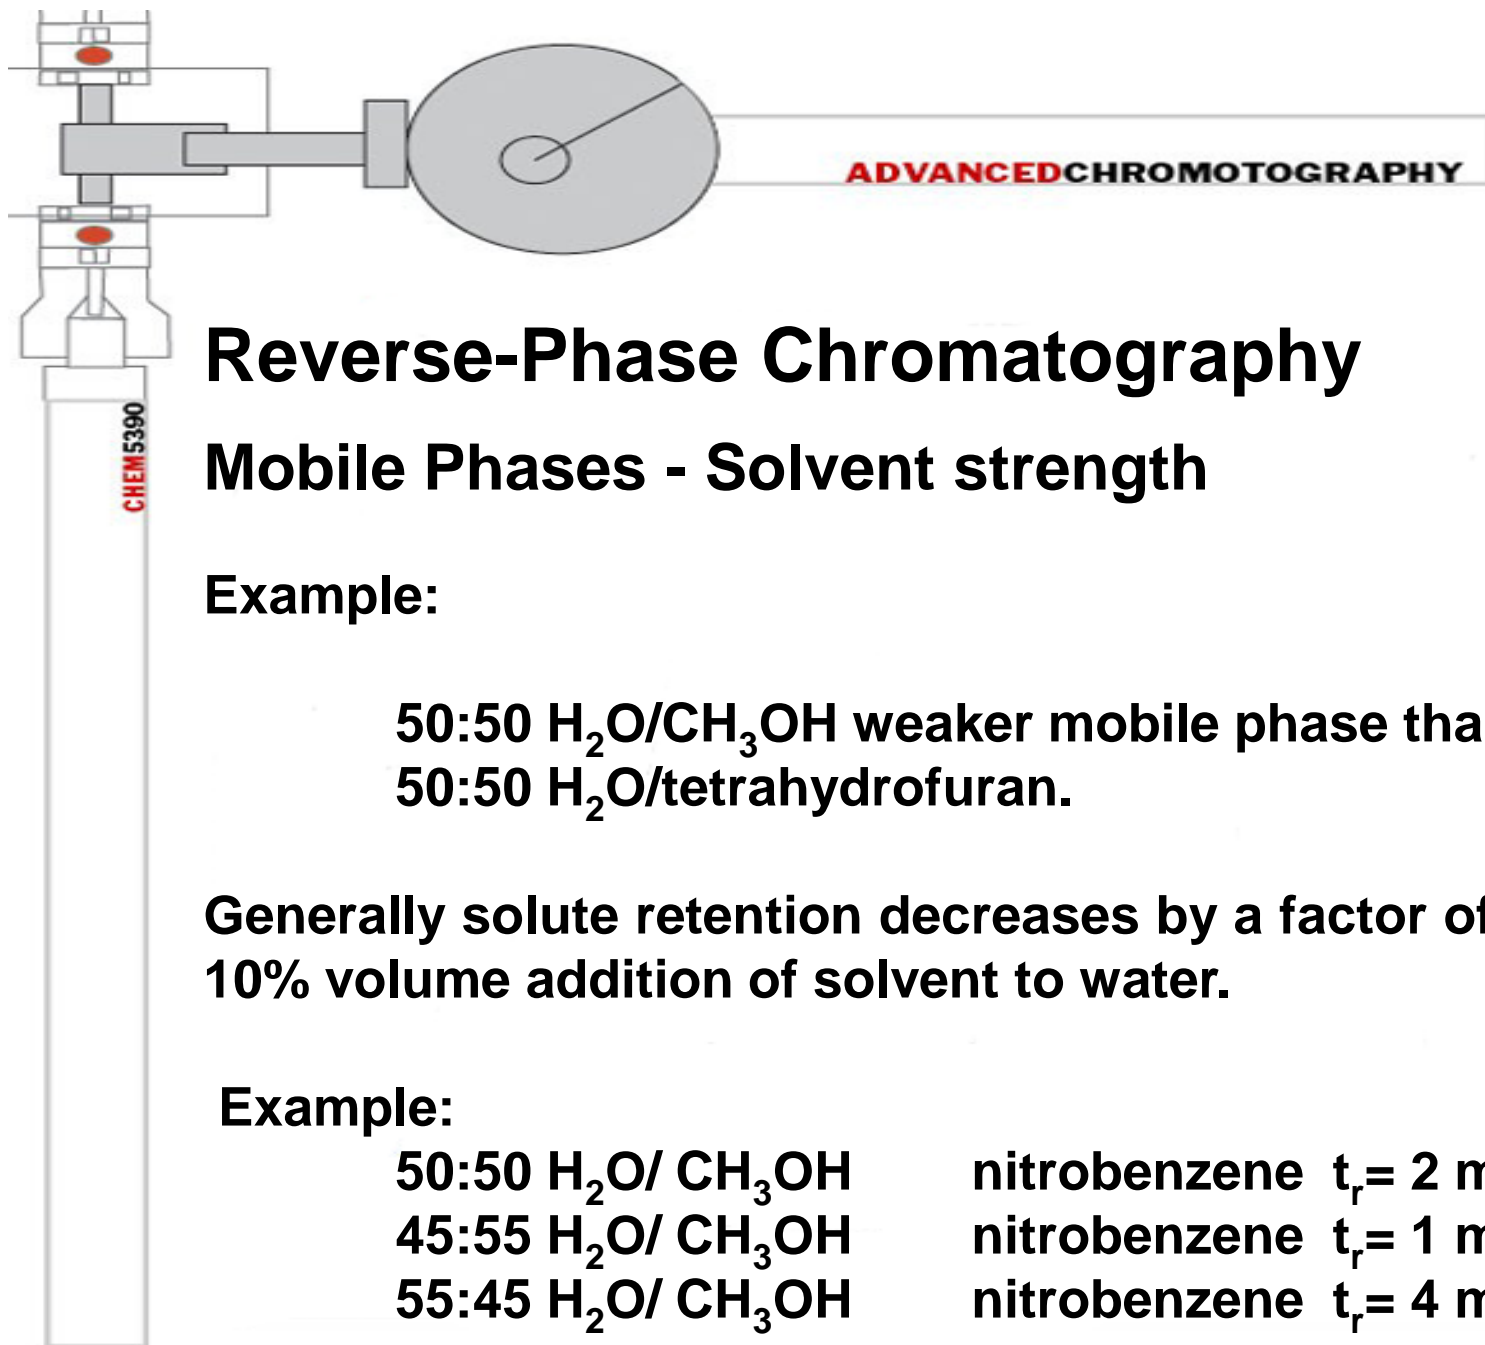 ADVANCEDCHROMOTOGRAPHY
CHEM5390
Reverse-Phase Chromatography
Mobile Phases - Solvent strength
Example:
50:50 H₂O/CH₃OH weaker mobile phase
50:50 H₂O/tetrahydrofuran.
Generally solute retention decreases by a factor of
10% volume addition of solvent to water.
Example:
50:50 H₂O/ CH₃OH nitrobenzene tᵣ= 2
45:55 H₂O/ CH₃OH nitrobenzene tᵣ= 1
55:45 H₂O/ CH₃OH nitrobenzene tᵣ= 4